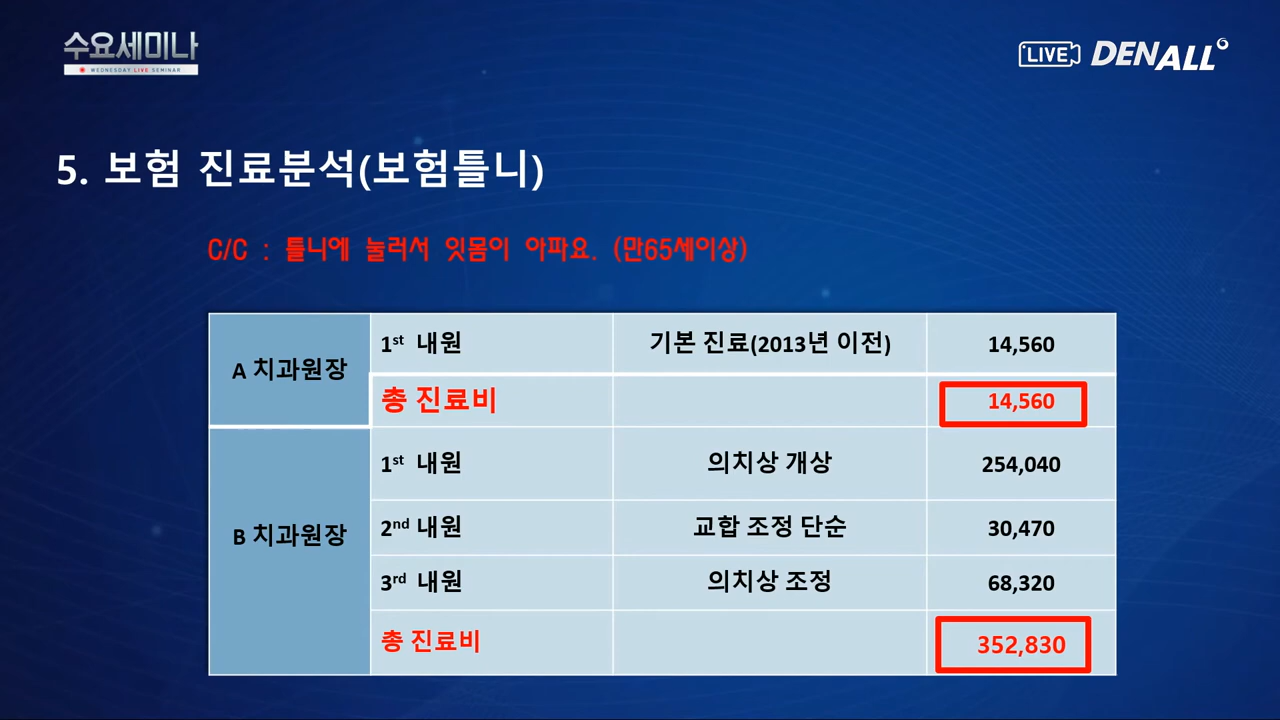 수요세미나
WEDNESDAY LIVE SEMINAR
LIVE DENALL
5. 보험 진료분석(보험틀니)
C/C : 틀니에 눌러서 잇몸이 아파요. (만65세이상)
A 치과원장
1st 내원 기본 진료(2013년 이전) 14,560
총 진료비 14,560
B 치과원장
1st 내원 의치상 개상 254,040
2nd 내원 교합 조정 단순 30,470
3rd 내원 의치상 조정 68,320
총 진료비 352,830